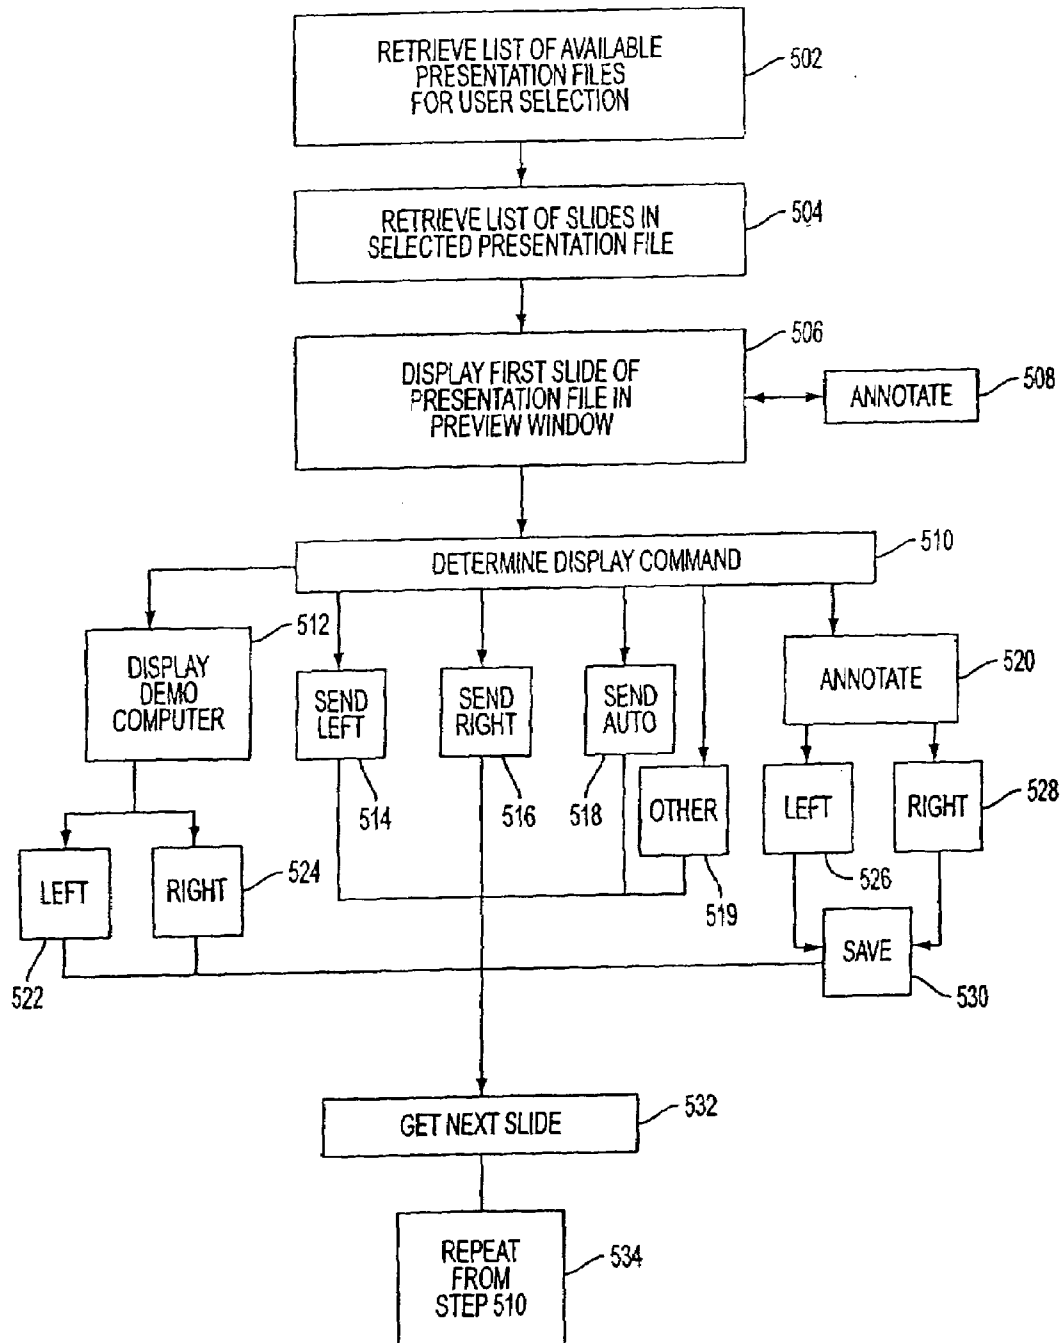 RETRIEVE LIST OF AVAILABLE
PRESENTATION FILES
FOR USER SELECTION
502
RETRIEVE LIST OF SLIDES IN
SELECTED PRESENTATION FILE
504
DISPLAY FIRST SLIDE OF
PRESENTATION FILE IN
PREVIEW WINDOW
506
ANNOTATE
508
DETERMINE DISPLAY COMMAND
510
DISPLAY
DEMO
COMPUTER
512
SEND
LEFT
514
SEND
RIGHT
516
SEND
AUTO
518
OTHER
519
ANNOTATE
520
LEFT
522
RIGHT
524
LEFT
526
RIGHT
528
SAVE
530
GET NEXT SLIDE
532
REPEAT
FROM
STEP 510
534